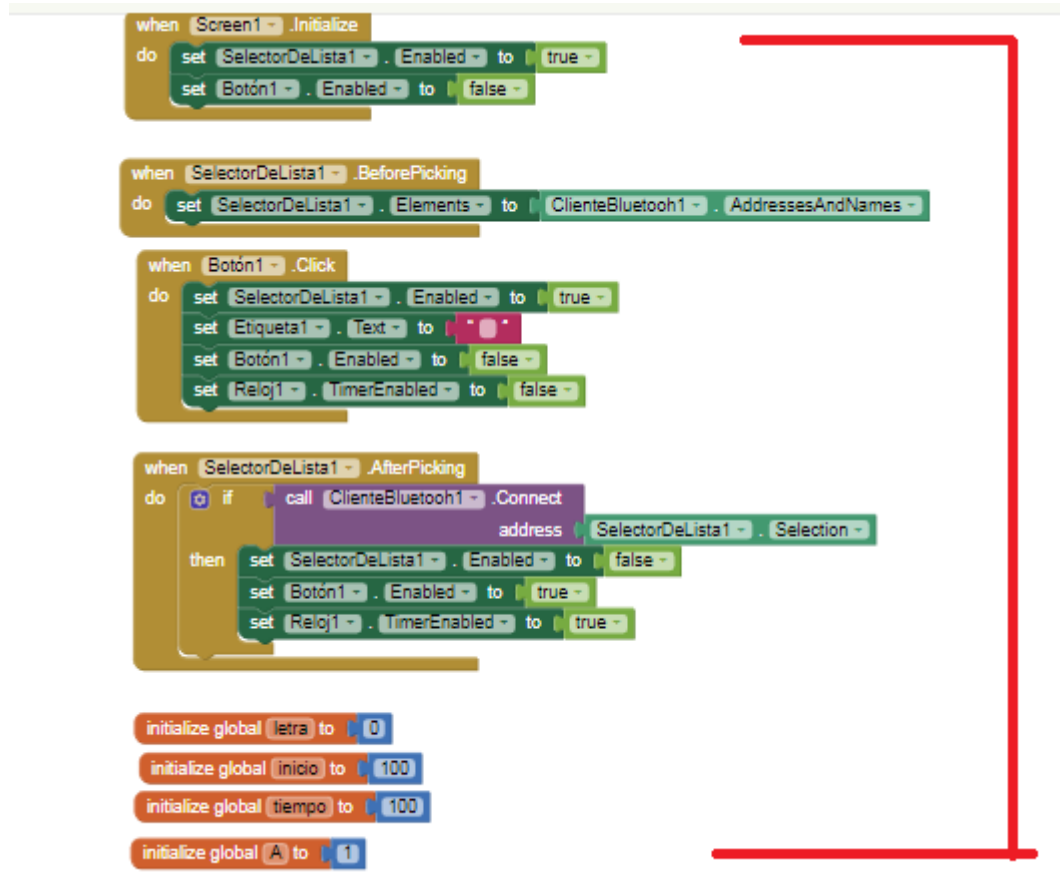 when Screen1 .Initialize
do set SelectorDeLista1 . Enabled to true
set Botón1 . Enabled to false
when SelectorDeLista1 .BeforePicking
do set SelectorDeLista1 . Elements to ClienteBluetooh1 . AddressesAndNames
when Botón1 .Click
do set SelectorDeLista1 . Enabled to true
set Etiqueta1 . Text to " "
set Botón1 . Enabled to false
set Reloj1 . TimerEnabled to false
when SelectorDeLista1 .AfterPicking
do if call ClienteBluetooh1 .Connect
address SelectorDeLista1 . Selection
then set SelectorDeLista1 . Enabled to false
set Botón1 . Enabled to true
set Reloj1 . TimerEnabled to true
initialize global letra to 0
initialize global inicio to 100
initialize global tiempo to 100
initialize global A to 1